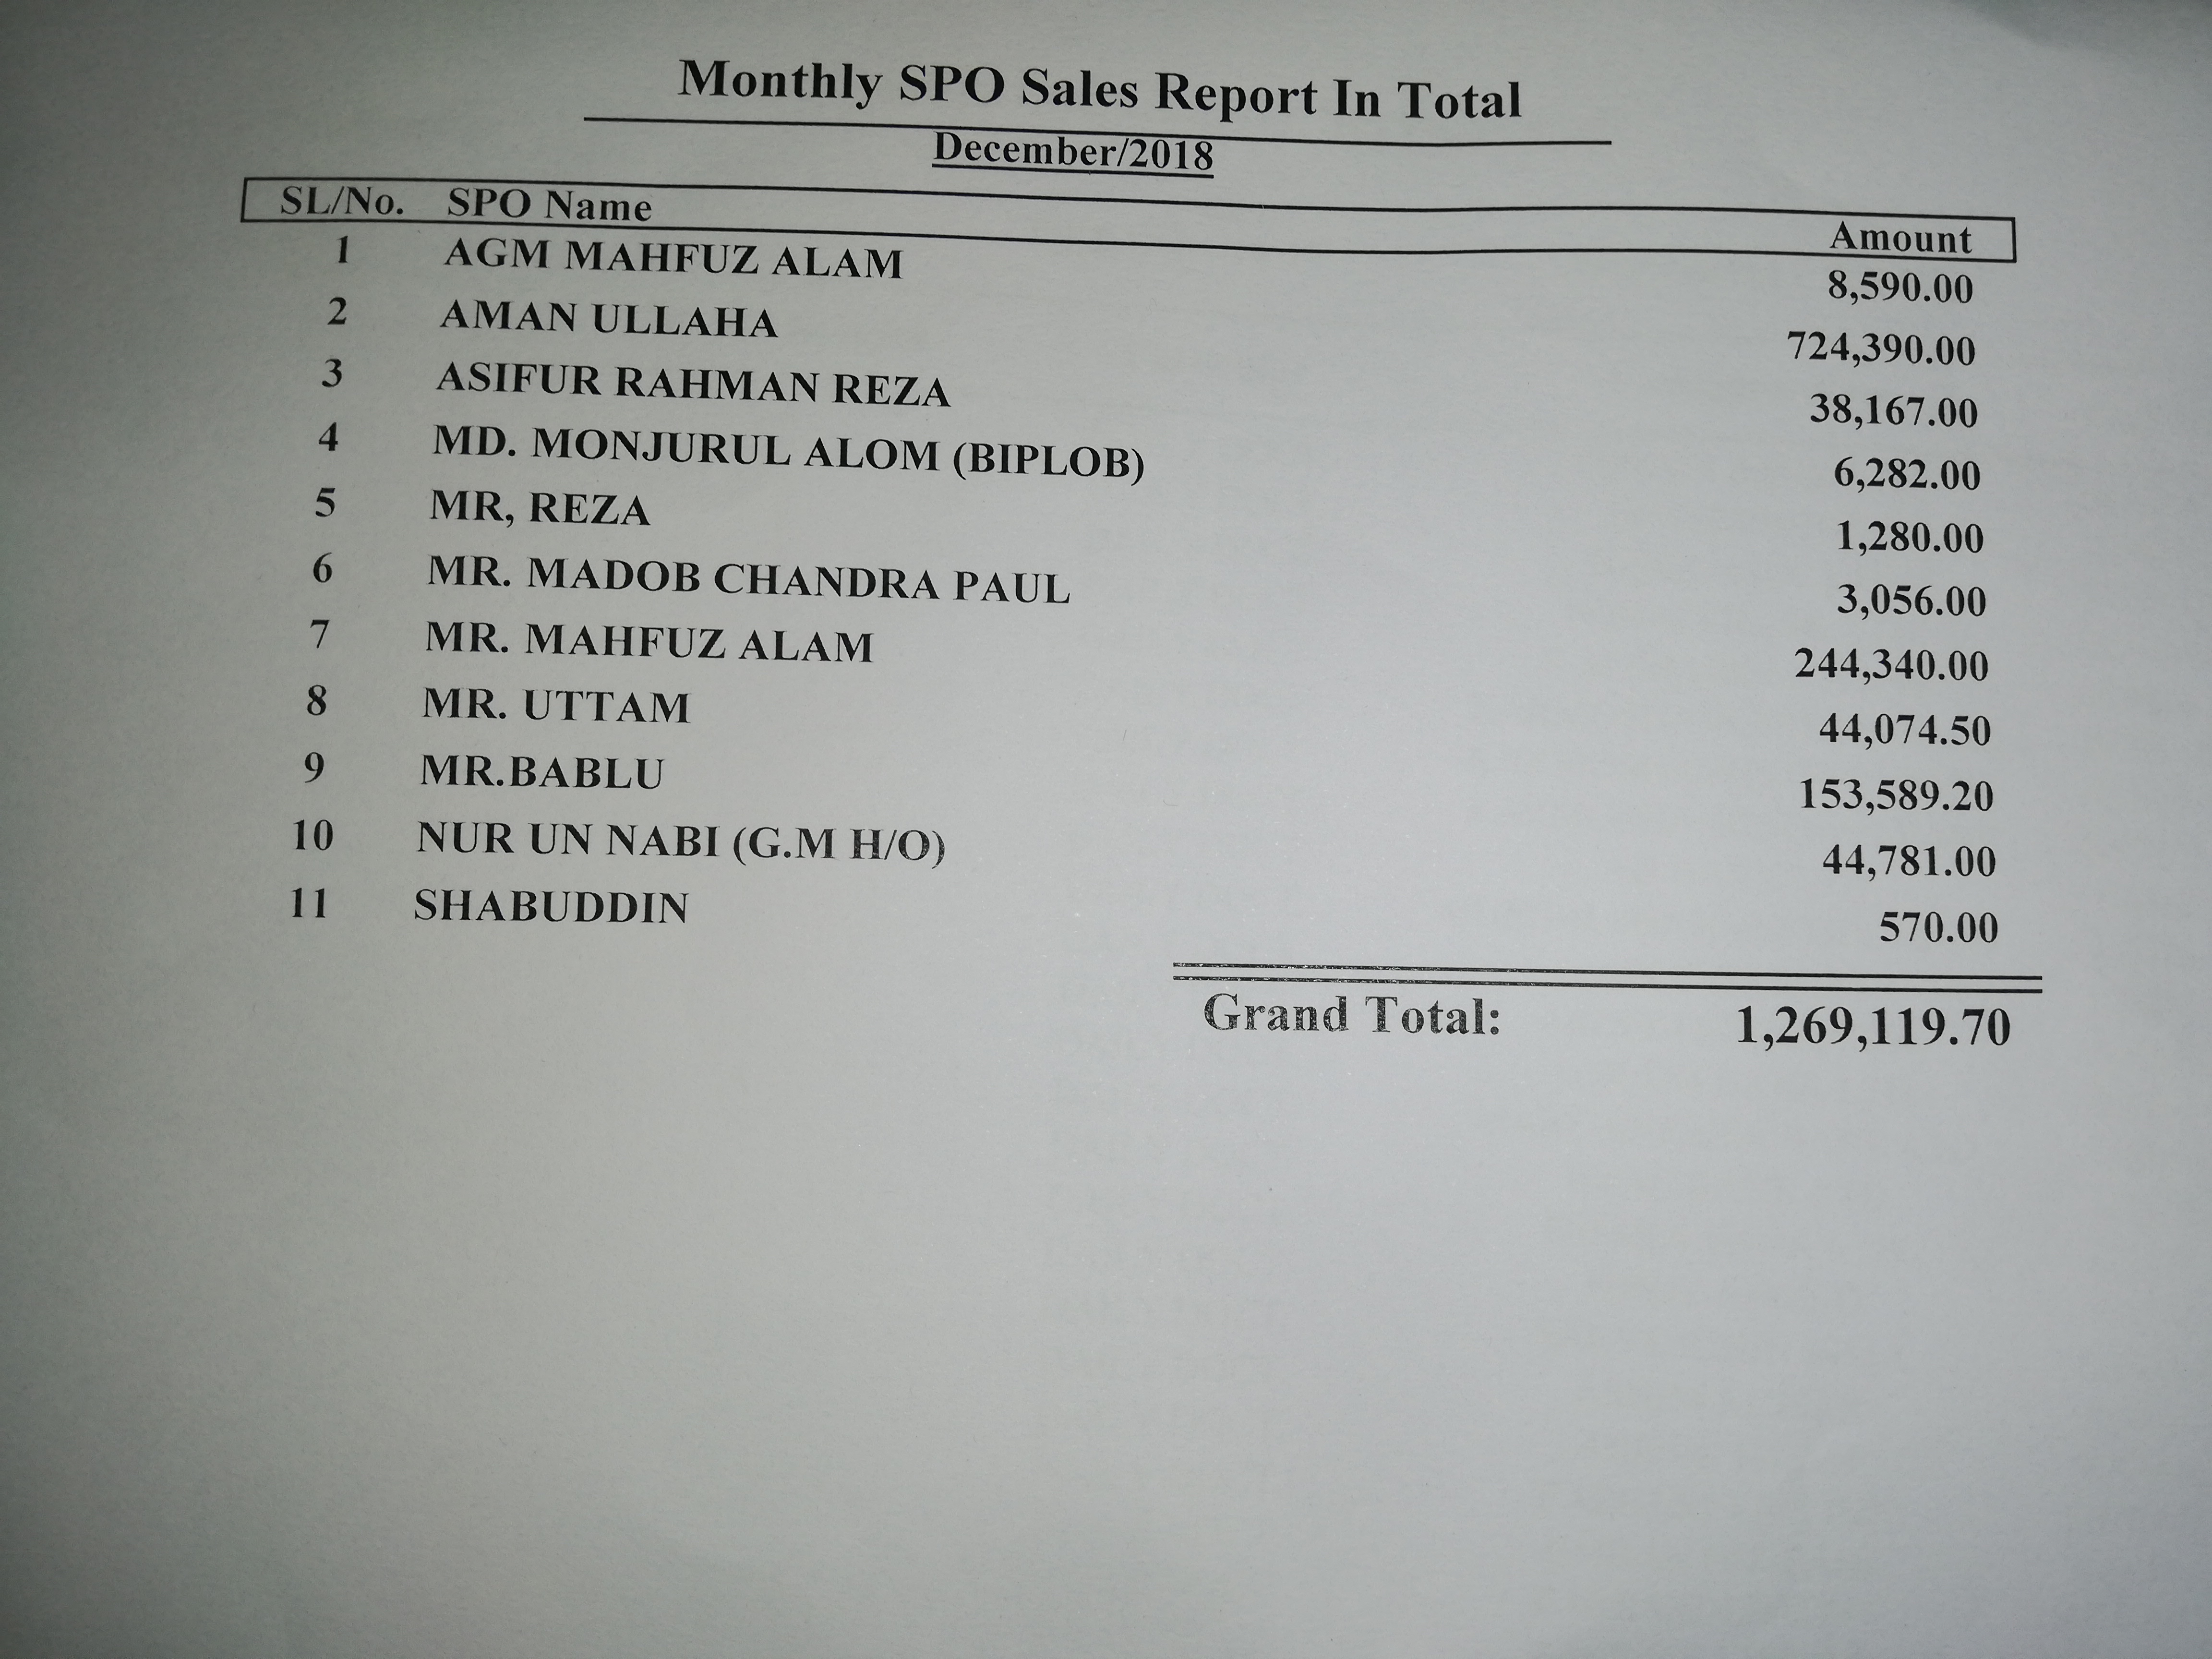 Monthly SPO Sales Report In Total
December/2018
SL/No. SPO Name Amount
1 AGM MAHFUZ ALAM 8,590.00
2 AMAN ULLAHA 724,390.00
3 ASIFUR RAHMAN REZA 38,167.00
4 MD. MONJURUL ALOM (BIPLOB) 6,282.00
5 MR, REZA 1,280.00
6 MR. MADOB CHANDRA PAUL 3,056.00
7 MR. MAHFUZ ALAM 244,340.00
8 MR. UTTAM 44,074.50
9 MR.BABLU 153,589.20
10 NUR UN NABI (G.M H/O) 44,781.00
11 SHABUDDIN 570.00
Grand Total: 1,269,119.70